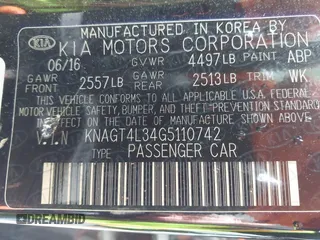 MANUFACTURED IN KOREA BY
KIA KIA MOTORS CORPORATION
06/16 GVWR 4497LB PAINT ABP
GAWR FRONT 2557LB GAWR REAR 2513LB TRIM WK
THIS VEHICLE CONFORMS TO ALL APPLICABLE U.S. FEDERAL
MOTOR VEHICLE SAFETY, BUMPER, AND THEFT PREVENTION
STANDARDS IN EFFECT ON THE DATE OF MANUFACTURE SHOWN ABOVE.
V.I.N. KNAGT4L34G5110742
TYPE: PASSENGER CAR
DREAMBID